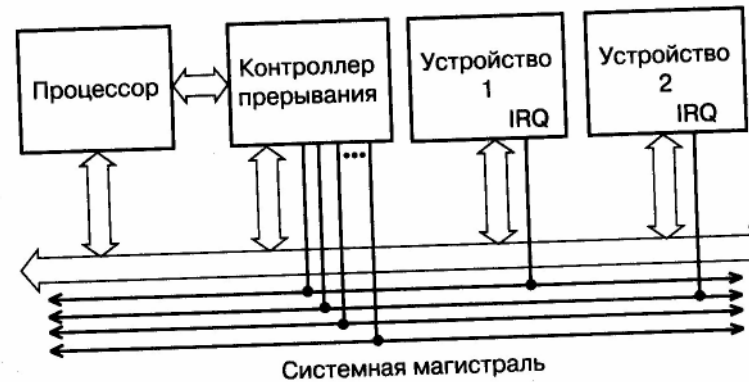 Процессор
Контроллер
прерывания
...
Устройство
1
IRQ
Устройство
2
IRQ
Системная магистраль